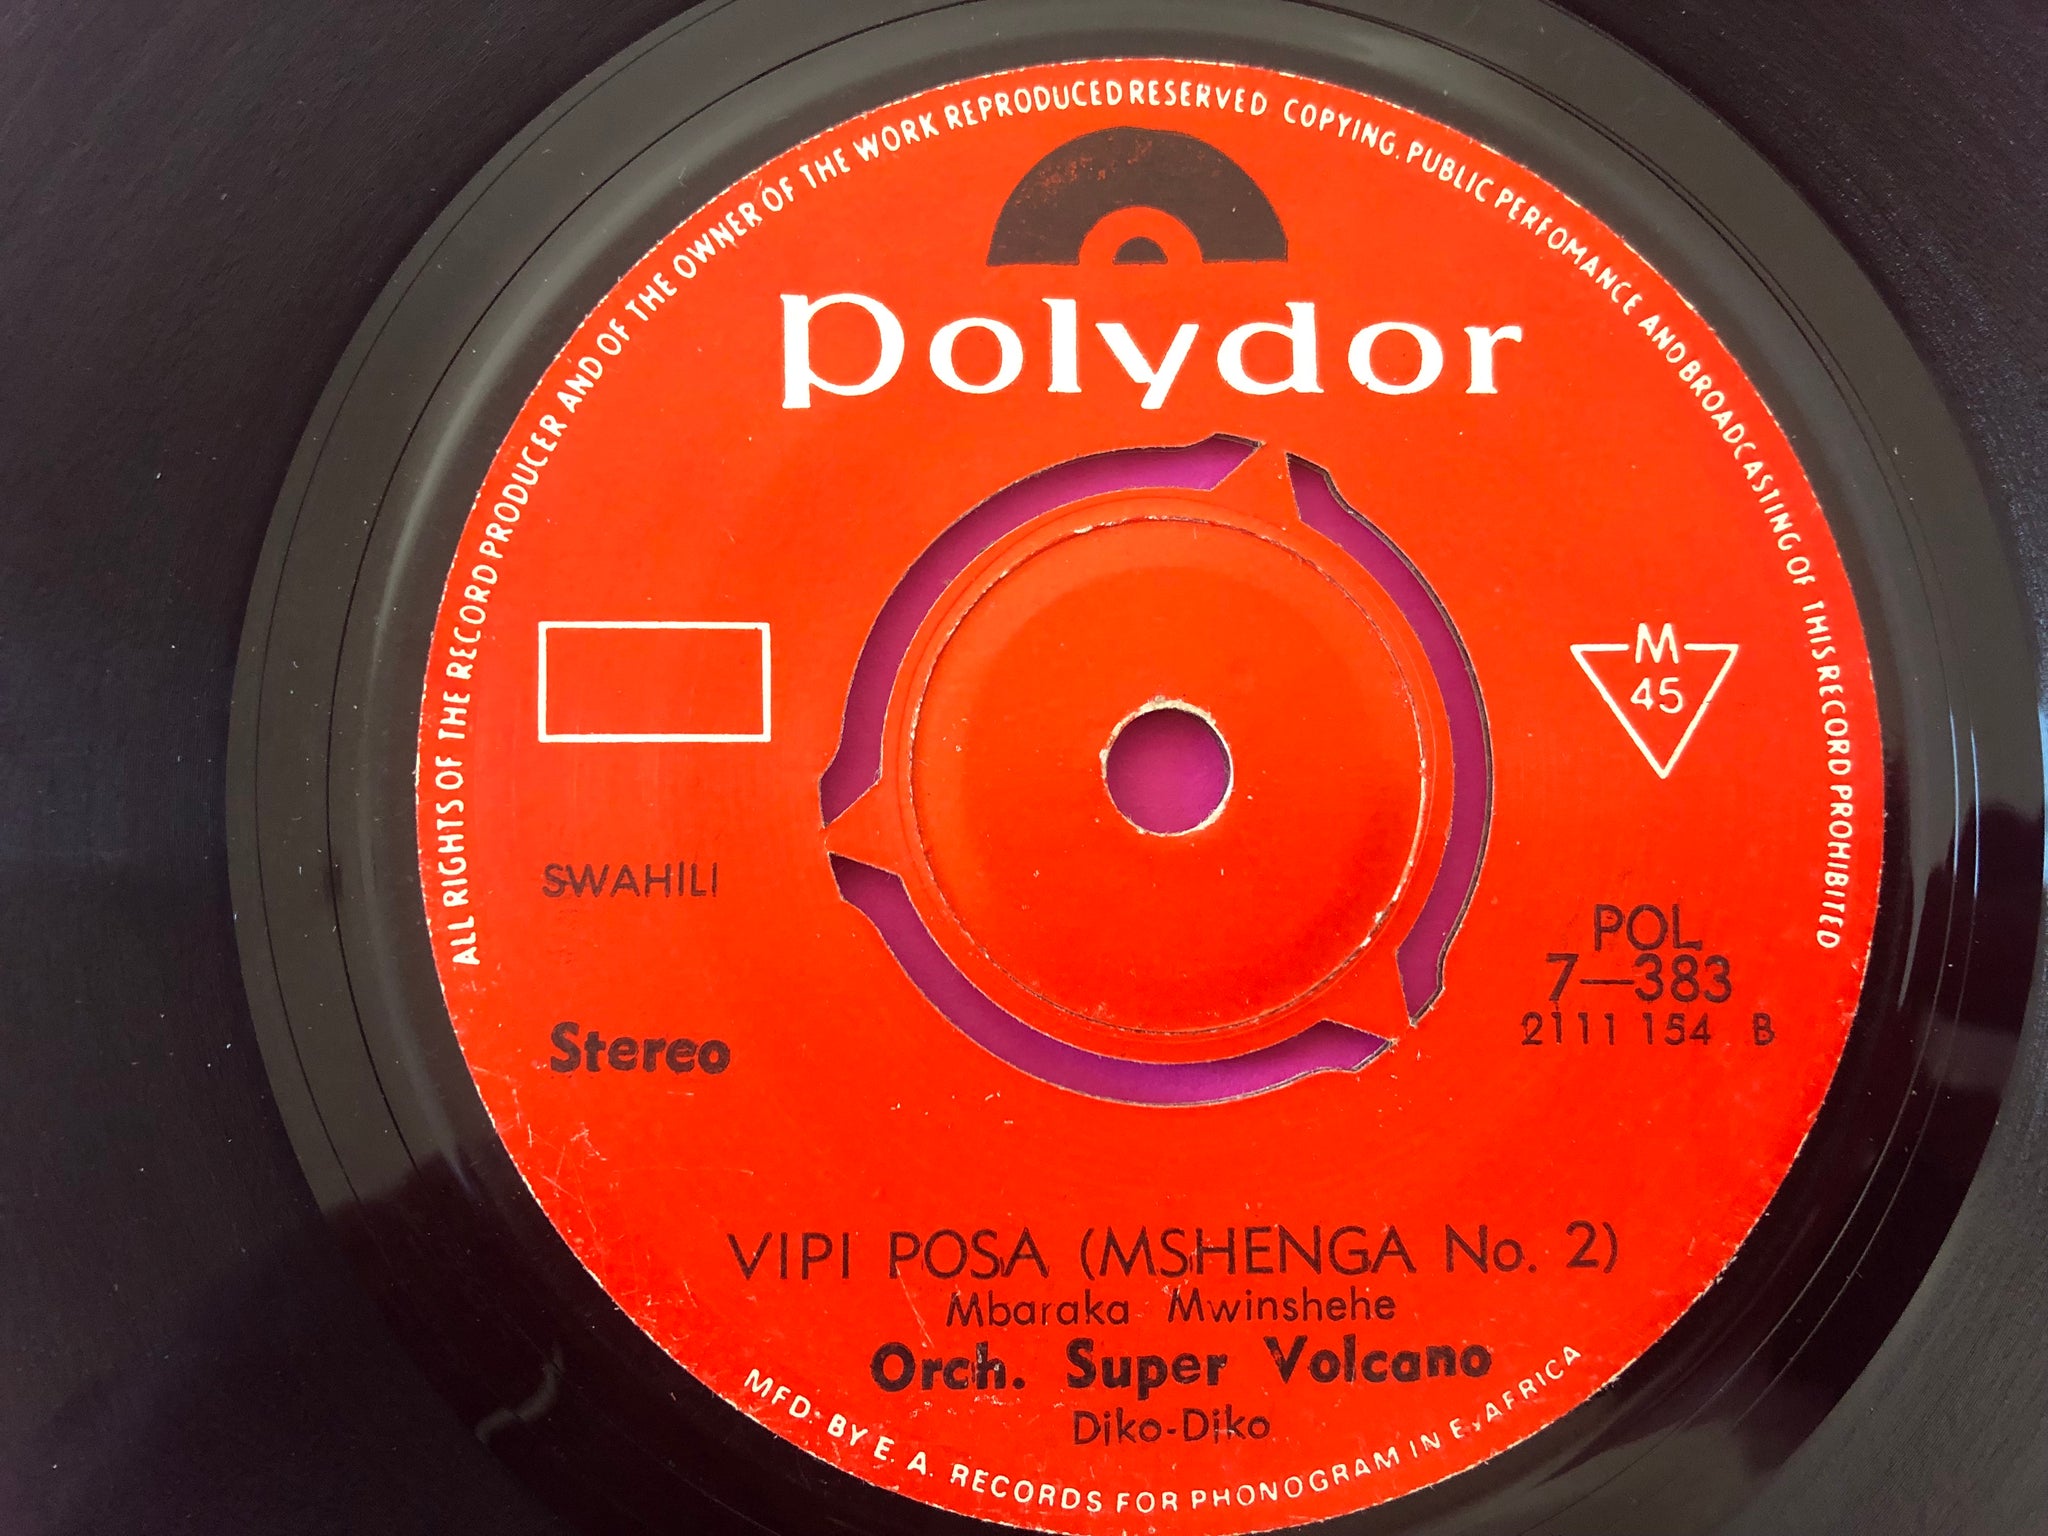 ALL RIGHTS OF THE RECORD PRODUCER AND OF THE OWNER OF THE WORK REPRODUCED RESERVED COPYING, PUBLIC PERFOMANCE AND BROADCASTING OF THIS RECORD PROHIBITED
polydor
M
45
SWAHILI
POL
7—383
2111 154 B
Stereo
VIPI POSA (MSHENGA No. 2)
Mbaraka Mwinshehe
Orch. Super Volcano
Diko-Diko
MFD. BY E. A. RECORDS FOR PHONOGRAM IN E. AFRICA